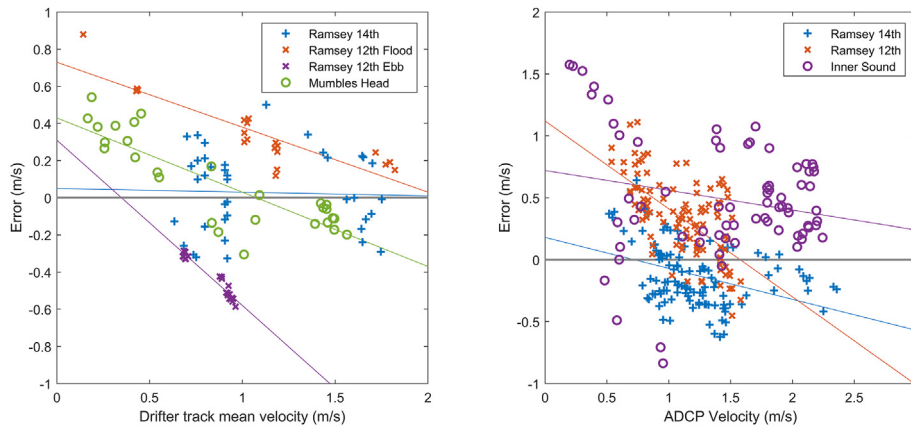 1
0.8
0.6
0.4
0.2
0
-0.2
-0.4
-0.6
-0.8
-1
Error (m/s)
0
0.5
1
1.5
2
Drifter track mean velocity (m/s)
Ramsey 14th
Ramsey 12th Flood
Ramsey 12th Ebb
Mumbles Head
2
1.5
1
0.5
0
-0.5
-1
Error (m/s)
0
0.5
1
1.5
2
2.5
ADCP Velocity (m/s)
Ramsey 14th
Ramsey 12th
Inner Sound